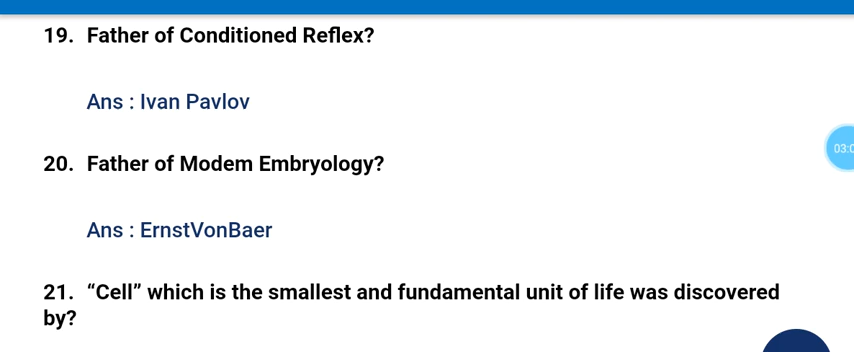 19. Father of Conditioned Reflex?
Ans : Ivan Pavlov
20. Father of Modem Embryology?
Ans : ErnstVonBaer
21. “Cell” which is the smallest and fundamental unit of life was discovered
by?